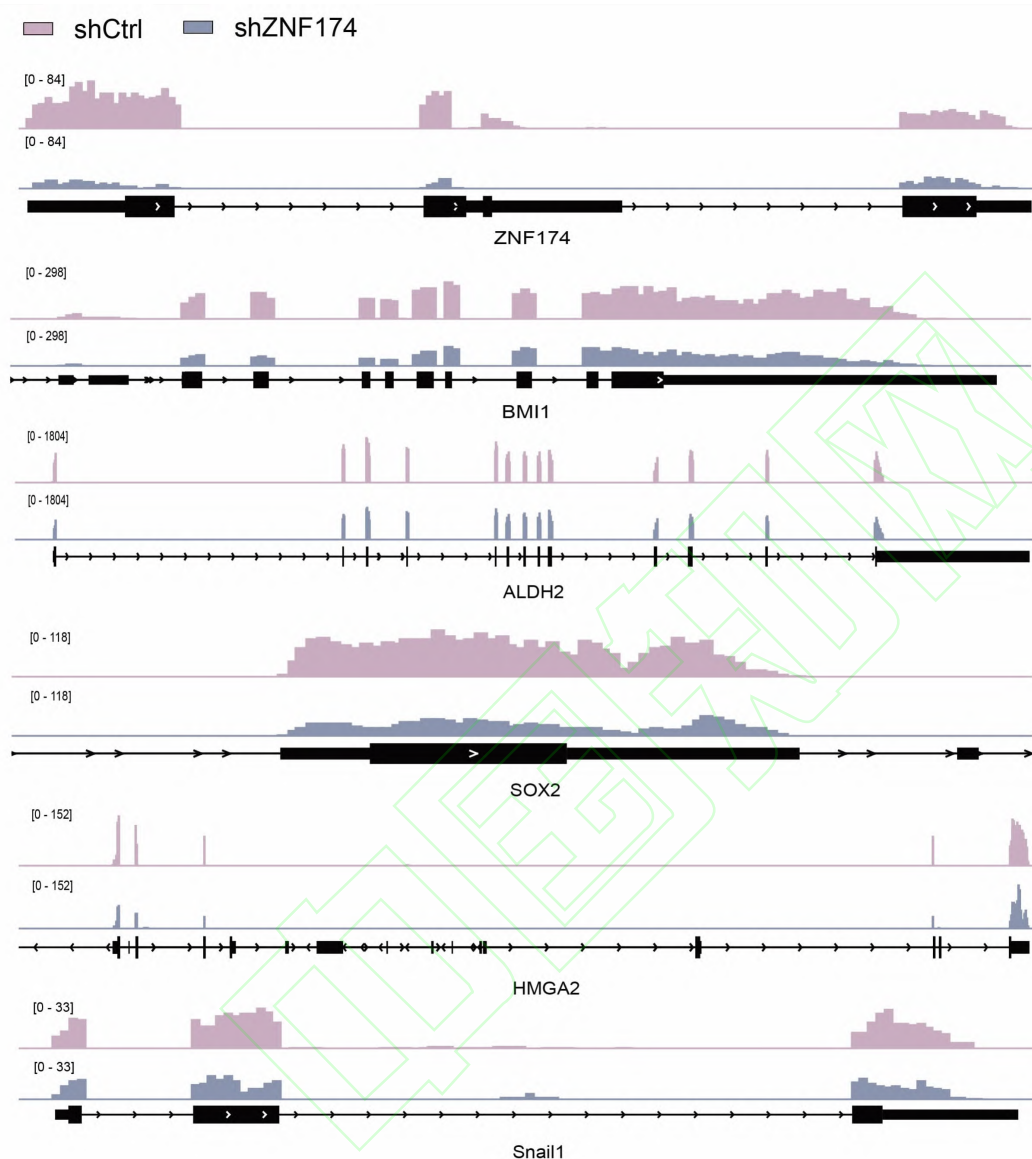 shCtrl shZNF174
[0 - 84]
[0 - 84]
ZNF174
[0 - 298]
[0 - 298]
BMI1
[0 - 1804]
[0 - 1804]
ALDH2
[0 - 118]
[0 - 118]
SOX2
[0 - 152]
[0 - 152]
HMGA2
[0 - 33]
[0 - 33]
Snail1